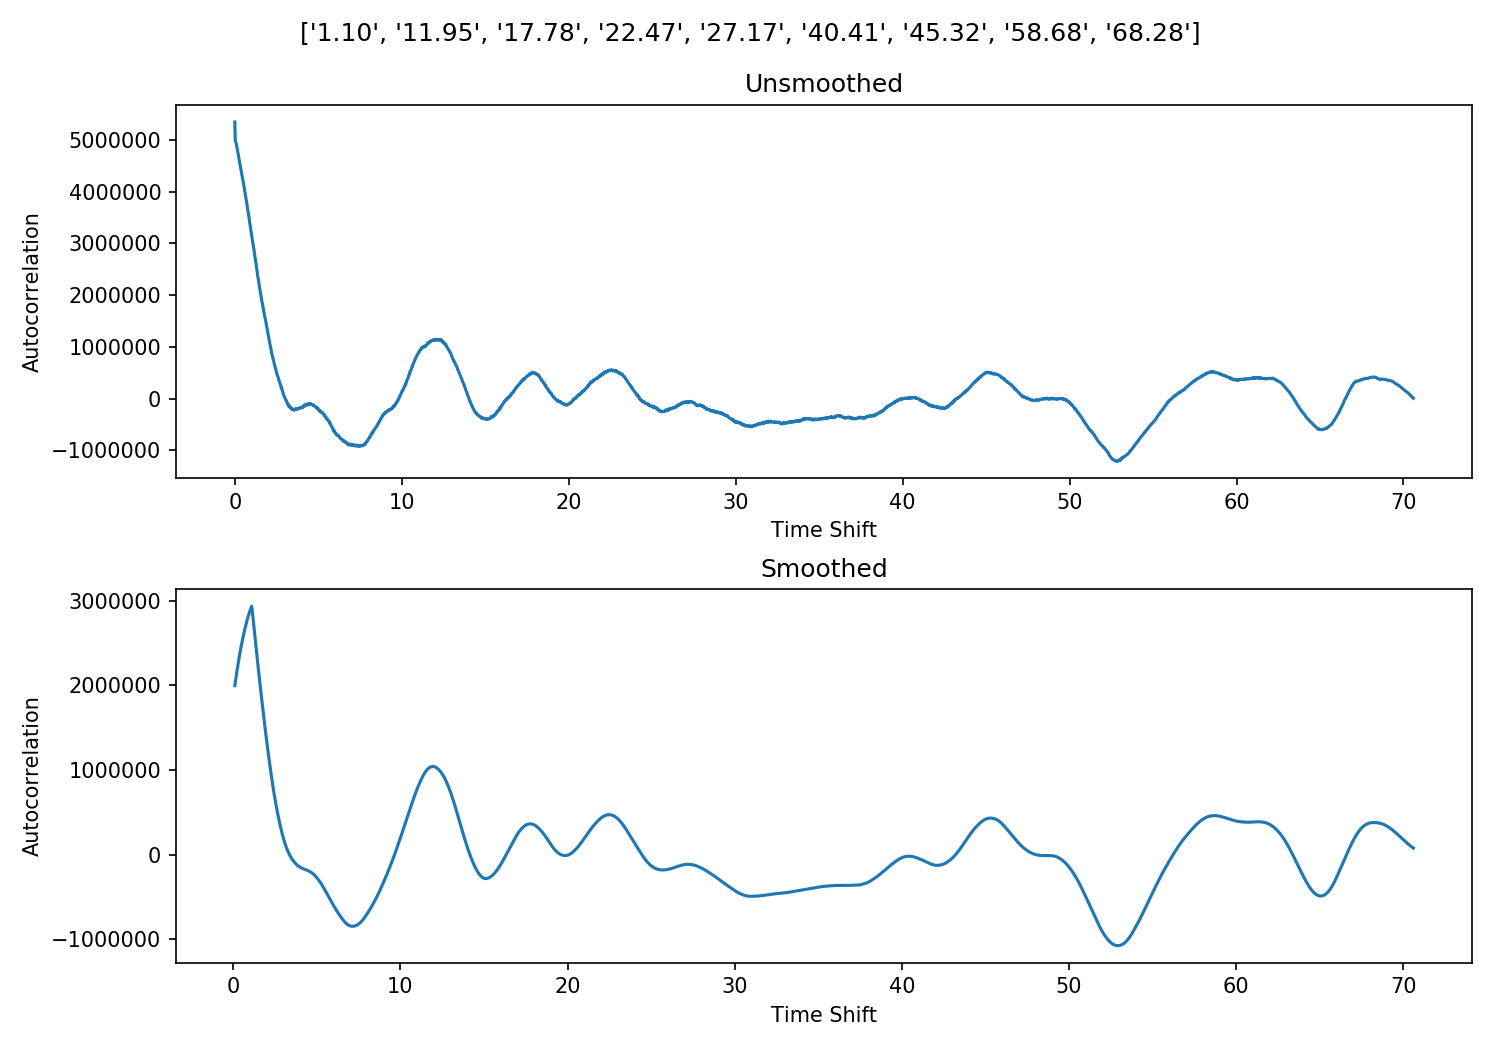 ['1.10', '11.95', '17.78', '22.47', '27.17', '40.41', '45.32', '58.68', '68.28']
Unsmoothed
Autocorrelation
5000000
4000000
3000000
2000000
1000000
0
−1000000
0 10 20 30 40 50 60 70
Time Shift
Smoothed
Autocorrelation
3000000
2000000
1000000
0
−1000000
0 10 20 30 40 50 60 70
Time Shift